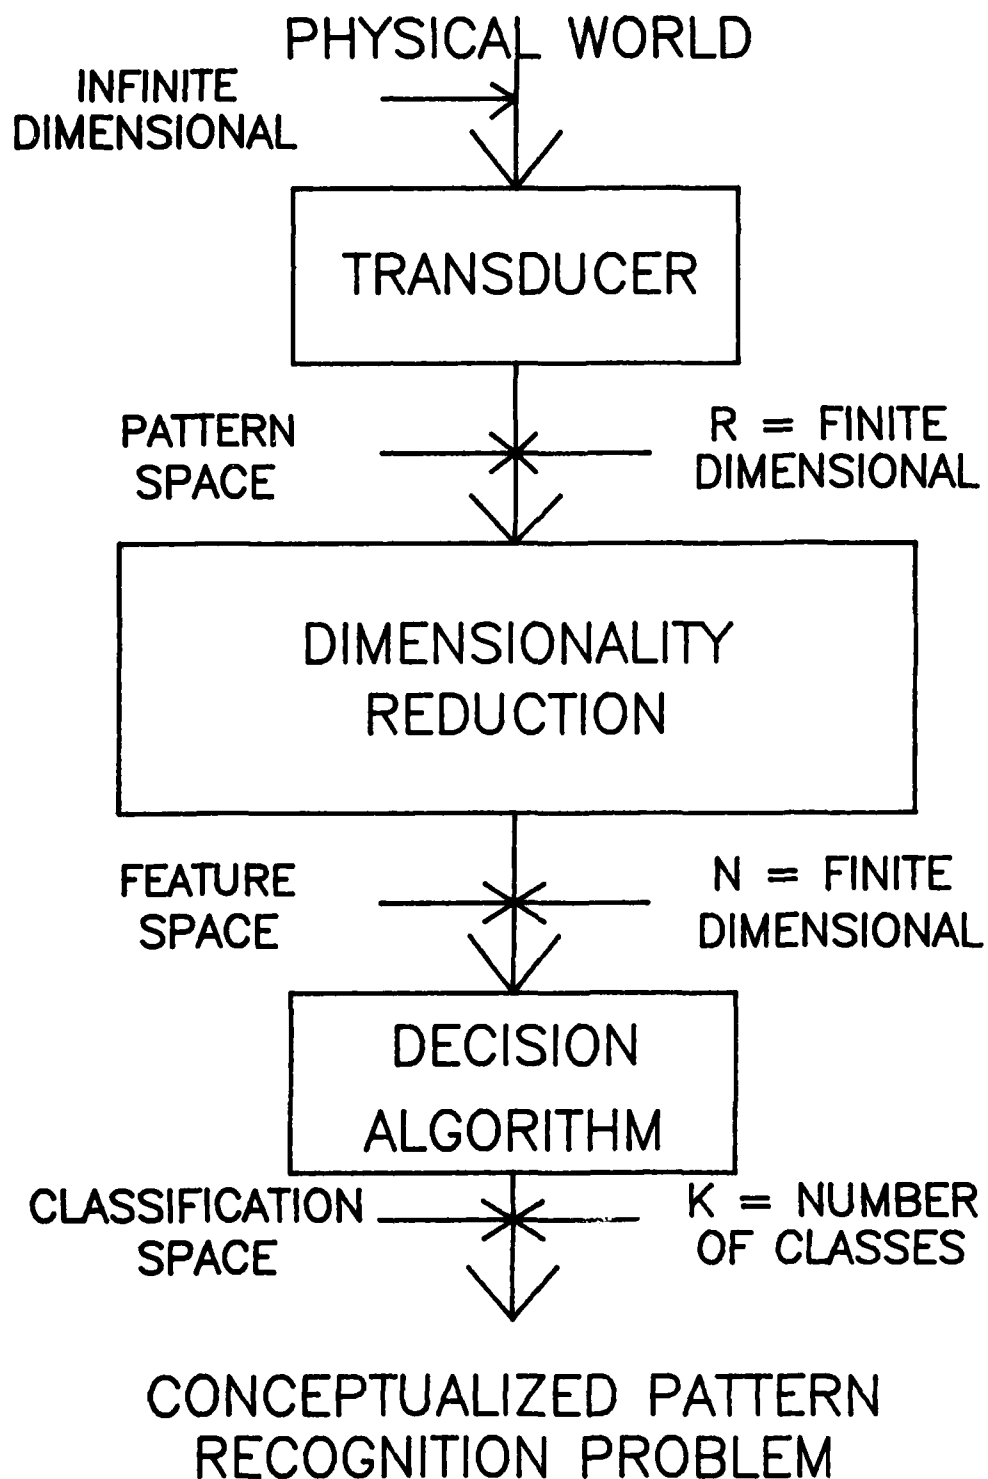 PHYSICAL WORLD
INFINITE
DIMENSIONAL
TRANSDUCER
PATTERN
SPACE
R = FINITE
DIMENSIONAL
DIMENSIONALITY
REDUCTION
FEATURE
SPACE
N = FINITE
DIMENSIONAL
DECISION
ALGORITHM
CLASSIFICATION
SPACE
K = NUMBER
OF CLASSES
CONCEPTUALIZED PATTERN
RECOGNITION PROBLEM